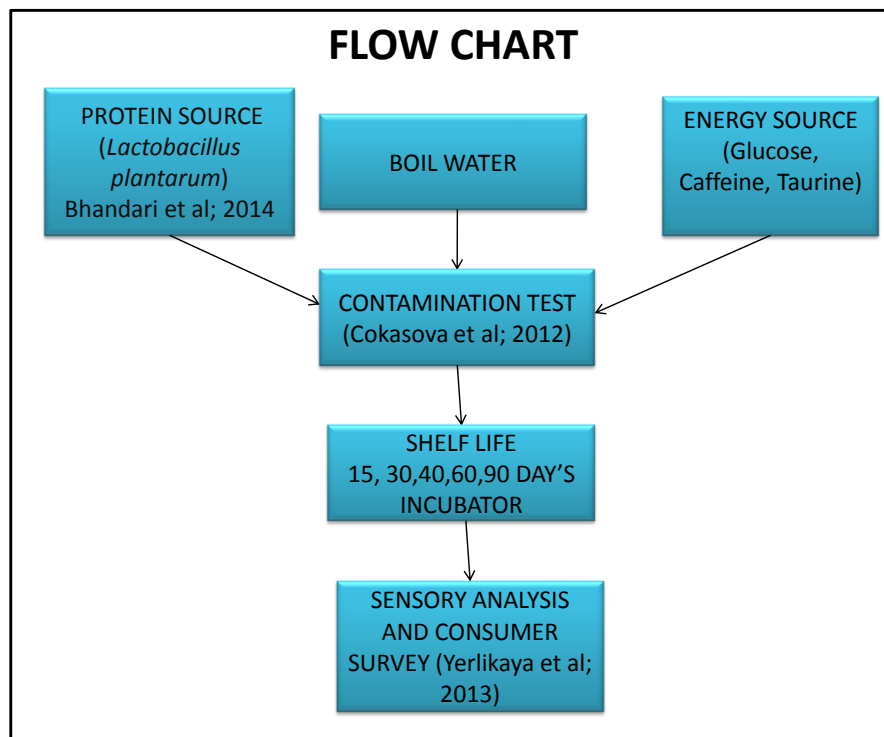 FLOW CHART
PROTEIN SOURCE
(Lactobacillus
plantarum)
Bhandari et al; 2014
BOIL WATER
ENERGY SOURCE
(Glucose,
Caffeine, Taurine)
CONTAMINATION TEST
(Cokasova et al; 2012)
SHELF LIFE
15, 30,40,60,90 DAY’S
INCUBATOR
SENSORY ANALYSIS
AND CONSUMER
SURVEY (Yerlikaya et al;
2013)